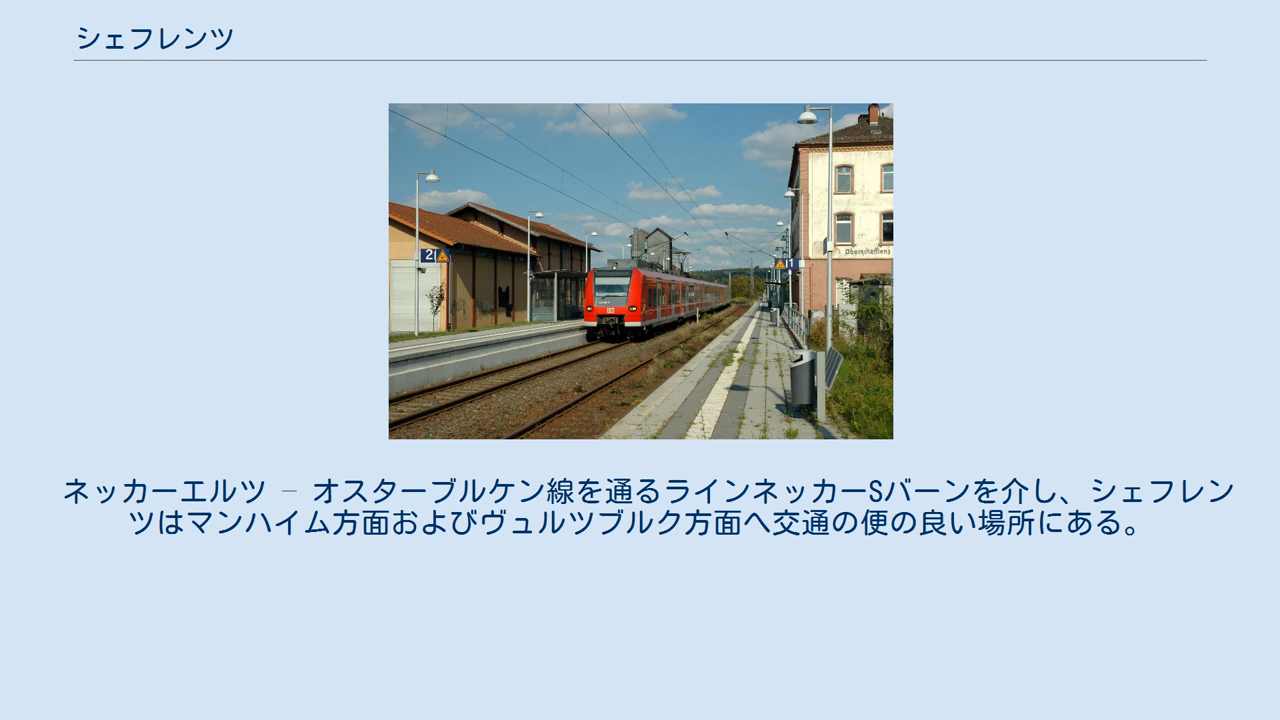 シェフレンツ
2
1
Oberschefflenz
DB
ネッカーエルツ – オスターブルケン線を通るラインネッカーSバーンを介し、シェフレン
ツはマンハイム方面およびヴュルツブルク方面へ交通の便の良い場所にある。